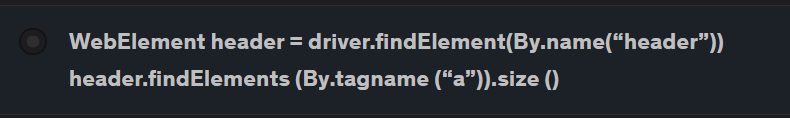 WebElement header = driver.findElement(By.name(“header”))
header.findElements (By.tagname (“a”)).size ()